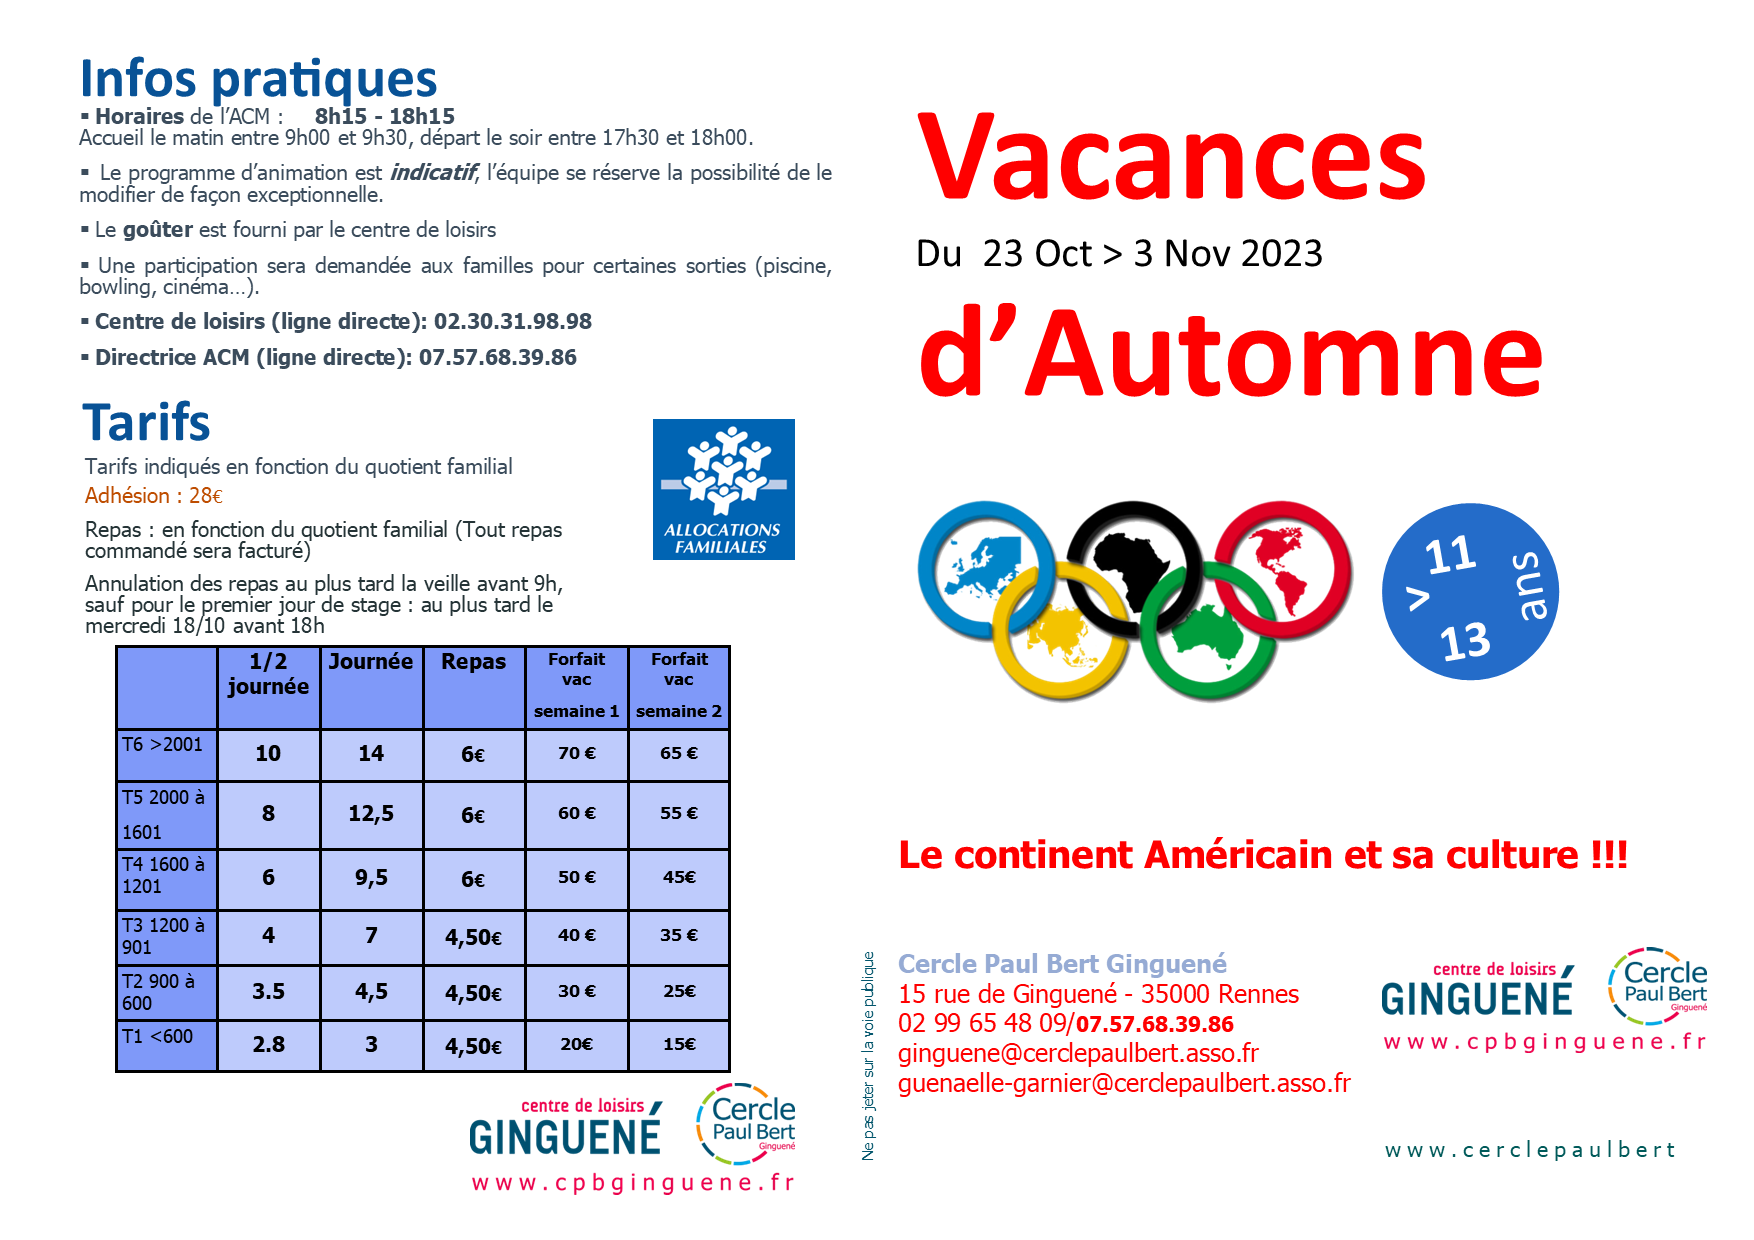 Infos pratiques
▪ Horaires de l’ACM : 8h15 - 18h15
Accueil le matin entre 9h00 et 9h30, départ le soir entre 17h30 et 18h00.
▪ Le programme d’animation est indicatif, l’équipe se réserve la possibilité de le
modifier de façon exceptionnelle.
▪ Le goûter est fourni par le centre de loisirs
▪ Une participation sera demandée aux familles pour certaines sorties (piscine,
bowling, cinéma…).
▪ Centre de loisirs (ligne directe): 02.30.31.98.98
▪ Directrice ACM (ligne directe): 07.57.68.39.86
Tarifs
Tarifs indiqués en fonction du quotient familial
Adhésion : 28€
Repas : en fonction du quotient familial (Tout repas
commandé sera facturé)
Annulation des repas au plus tard la veille avant 9h,
sauf pour le premier jour de stage : au plus tard le
mercredi 18/10 avant 18h
ALLOCATIONS
FAMILIALES
1/2 journée Journée Repas Forfait vac semaine 1 Forfait vac semaine 2
T6 >2001 10 14 6€ 70 € 65 €
T5 2000 à 1601 8 12,5 6€ 60 € 55 €
T4 1600 à 1201 6 9,5 6€ 50 € 45€
T3 1200 à 901 4 7 4,50€ 40 € 35 €
T2 900 à 600 3.5 4,5 4,50€ 30 € 25€
T1 <600 2.8 3 4,50€ 20€ 15€
centre de loisirs
GINGUENÉ
www.cpbginguene.fr
Cercle
Paul Bert
Ginguené
Ne pas jeter sur la voie publique
Vacances
Du 23 Oct > 3 Nov 2023
d’Automne
11
>
13
ans
Le continent Américain et sa culture !!!
Cercle Paul Bert Ginguené
15 rue de Ginguené - 35000 Rennes
02 99 65 48 09/07.57.68.39.86
ginguene@cerclepaulbert.asso.fr
guenaelle-garnier@cerclepaulbert.asso.fr
centre de loisirs
GINGUENÉ
www.cpbginguene.fr
Cercle
Paul Bert
Ginguené
www.cerclepaulbert